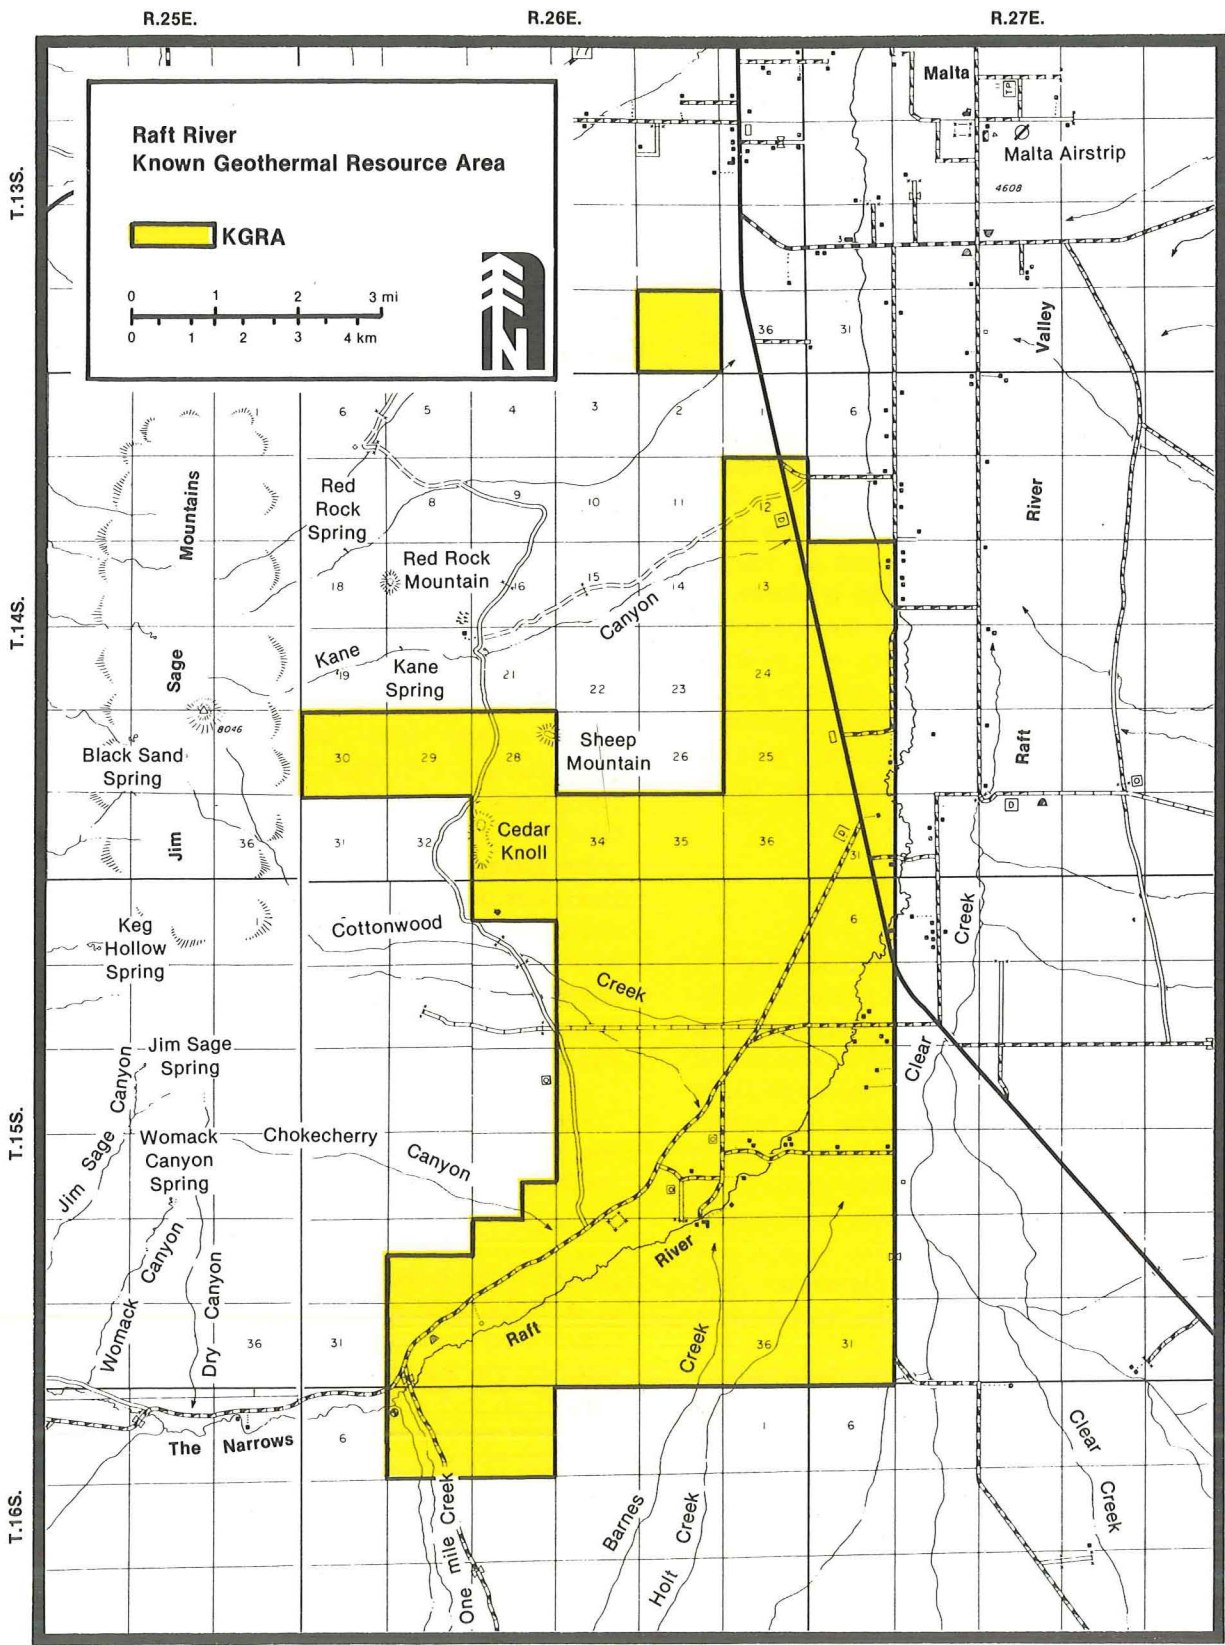 R.25E.
R.26E.
R.27E.
T.13S.
T.14S.
T.15S.
T.16S.
Raft River
Known Geothermal Resource Area
KGRA
0 1 2 3 mi
0 1 2 3 4 km
N
Malta
TP
Malta Airstrip
4608
3
36 31
Valley
6 5 4 3 2 1 6
1
Mountains
Red
Rock
Spring
8 9 10 11 12
D
River
Red Rock
Mountain
18 16 15 14 13
Canyon
Kane
19
Kane
Spring
21 22 23 24
Sage
8046
Black Sand
Spring
30 29 28
Sheep
Mountain
26 25
Raft
D
Jim
36 31 32
Cedar
Knoll
34 35 36 31
D
6
Keg
Hollow
Spring
Cottonwood
Creek
Creek
Jim Sage
Spring
Clear
Jim Sage Canyon
Womack
Canyon
Spring
Chokecherry
Canyon
River
Womack Canyon
Dry Canyon
36 31
Raft
Creek
36 31
The Narrows
6
1 6
One mile Creek
Barnes
Holt Creek
Clear
Creek